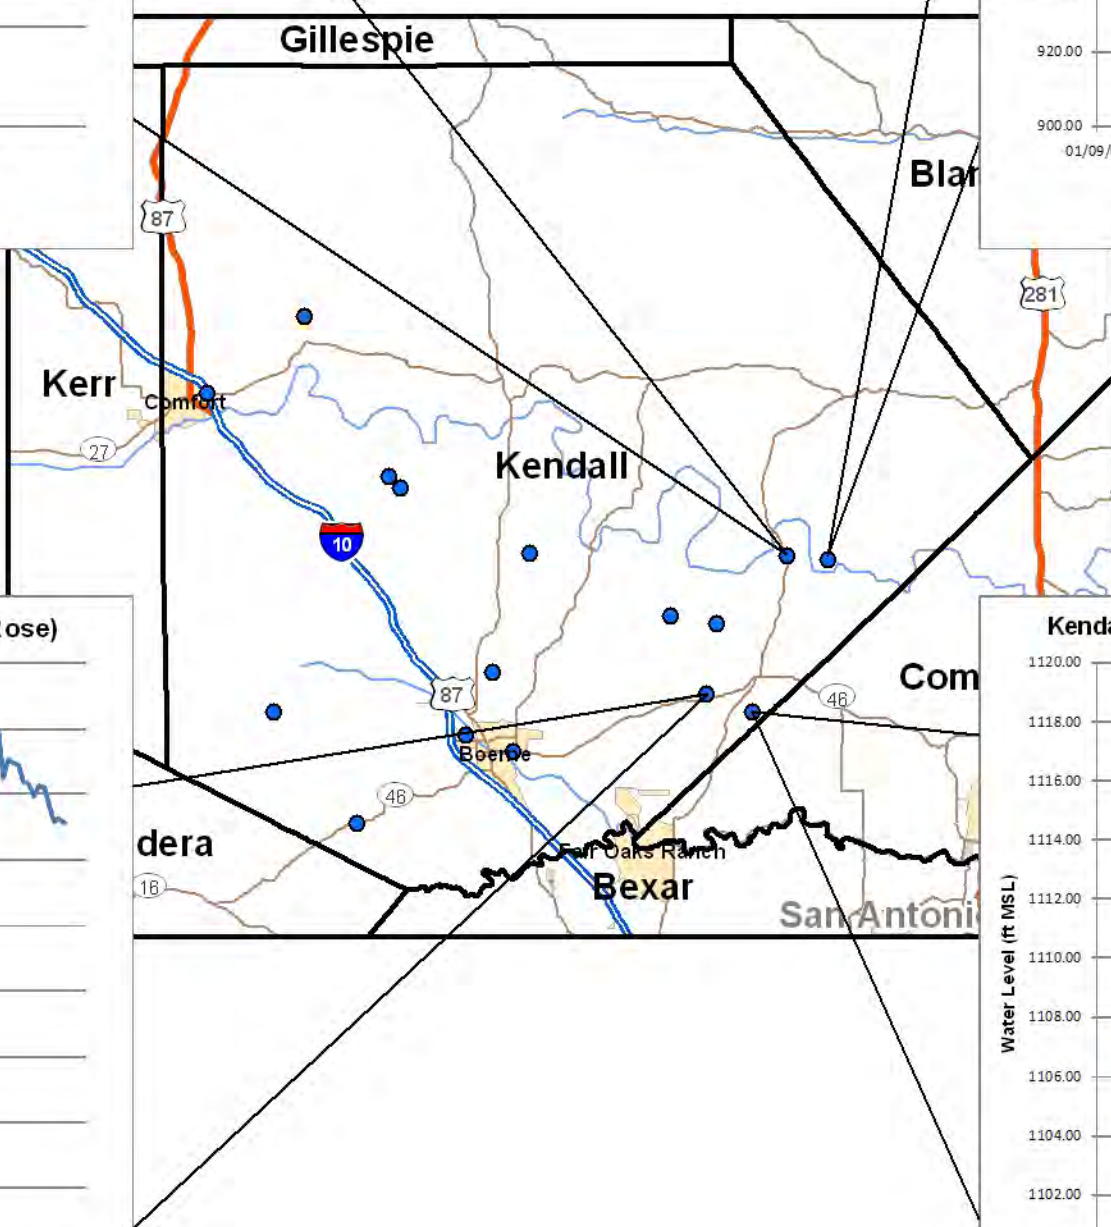 Gillespie
920.00
900.00
01/09/
Blan
87
281
Kerr
Comfort
27
Kendall
10
Rose)
Kenda
1120.00
1118.00
1116.00
1114.00
1112.00
1110.00
1108.00
1106.00
1104.00
1102.00
Water Level (ft MSL)
87
Com
46
Boerne
46
dera
Fair Oaks Ranch
16
Bexar
San Antoni